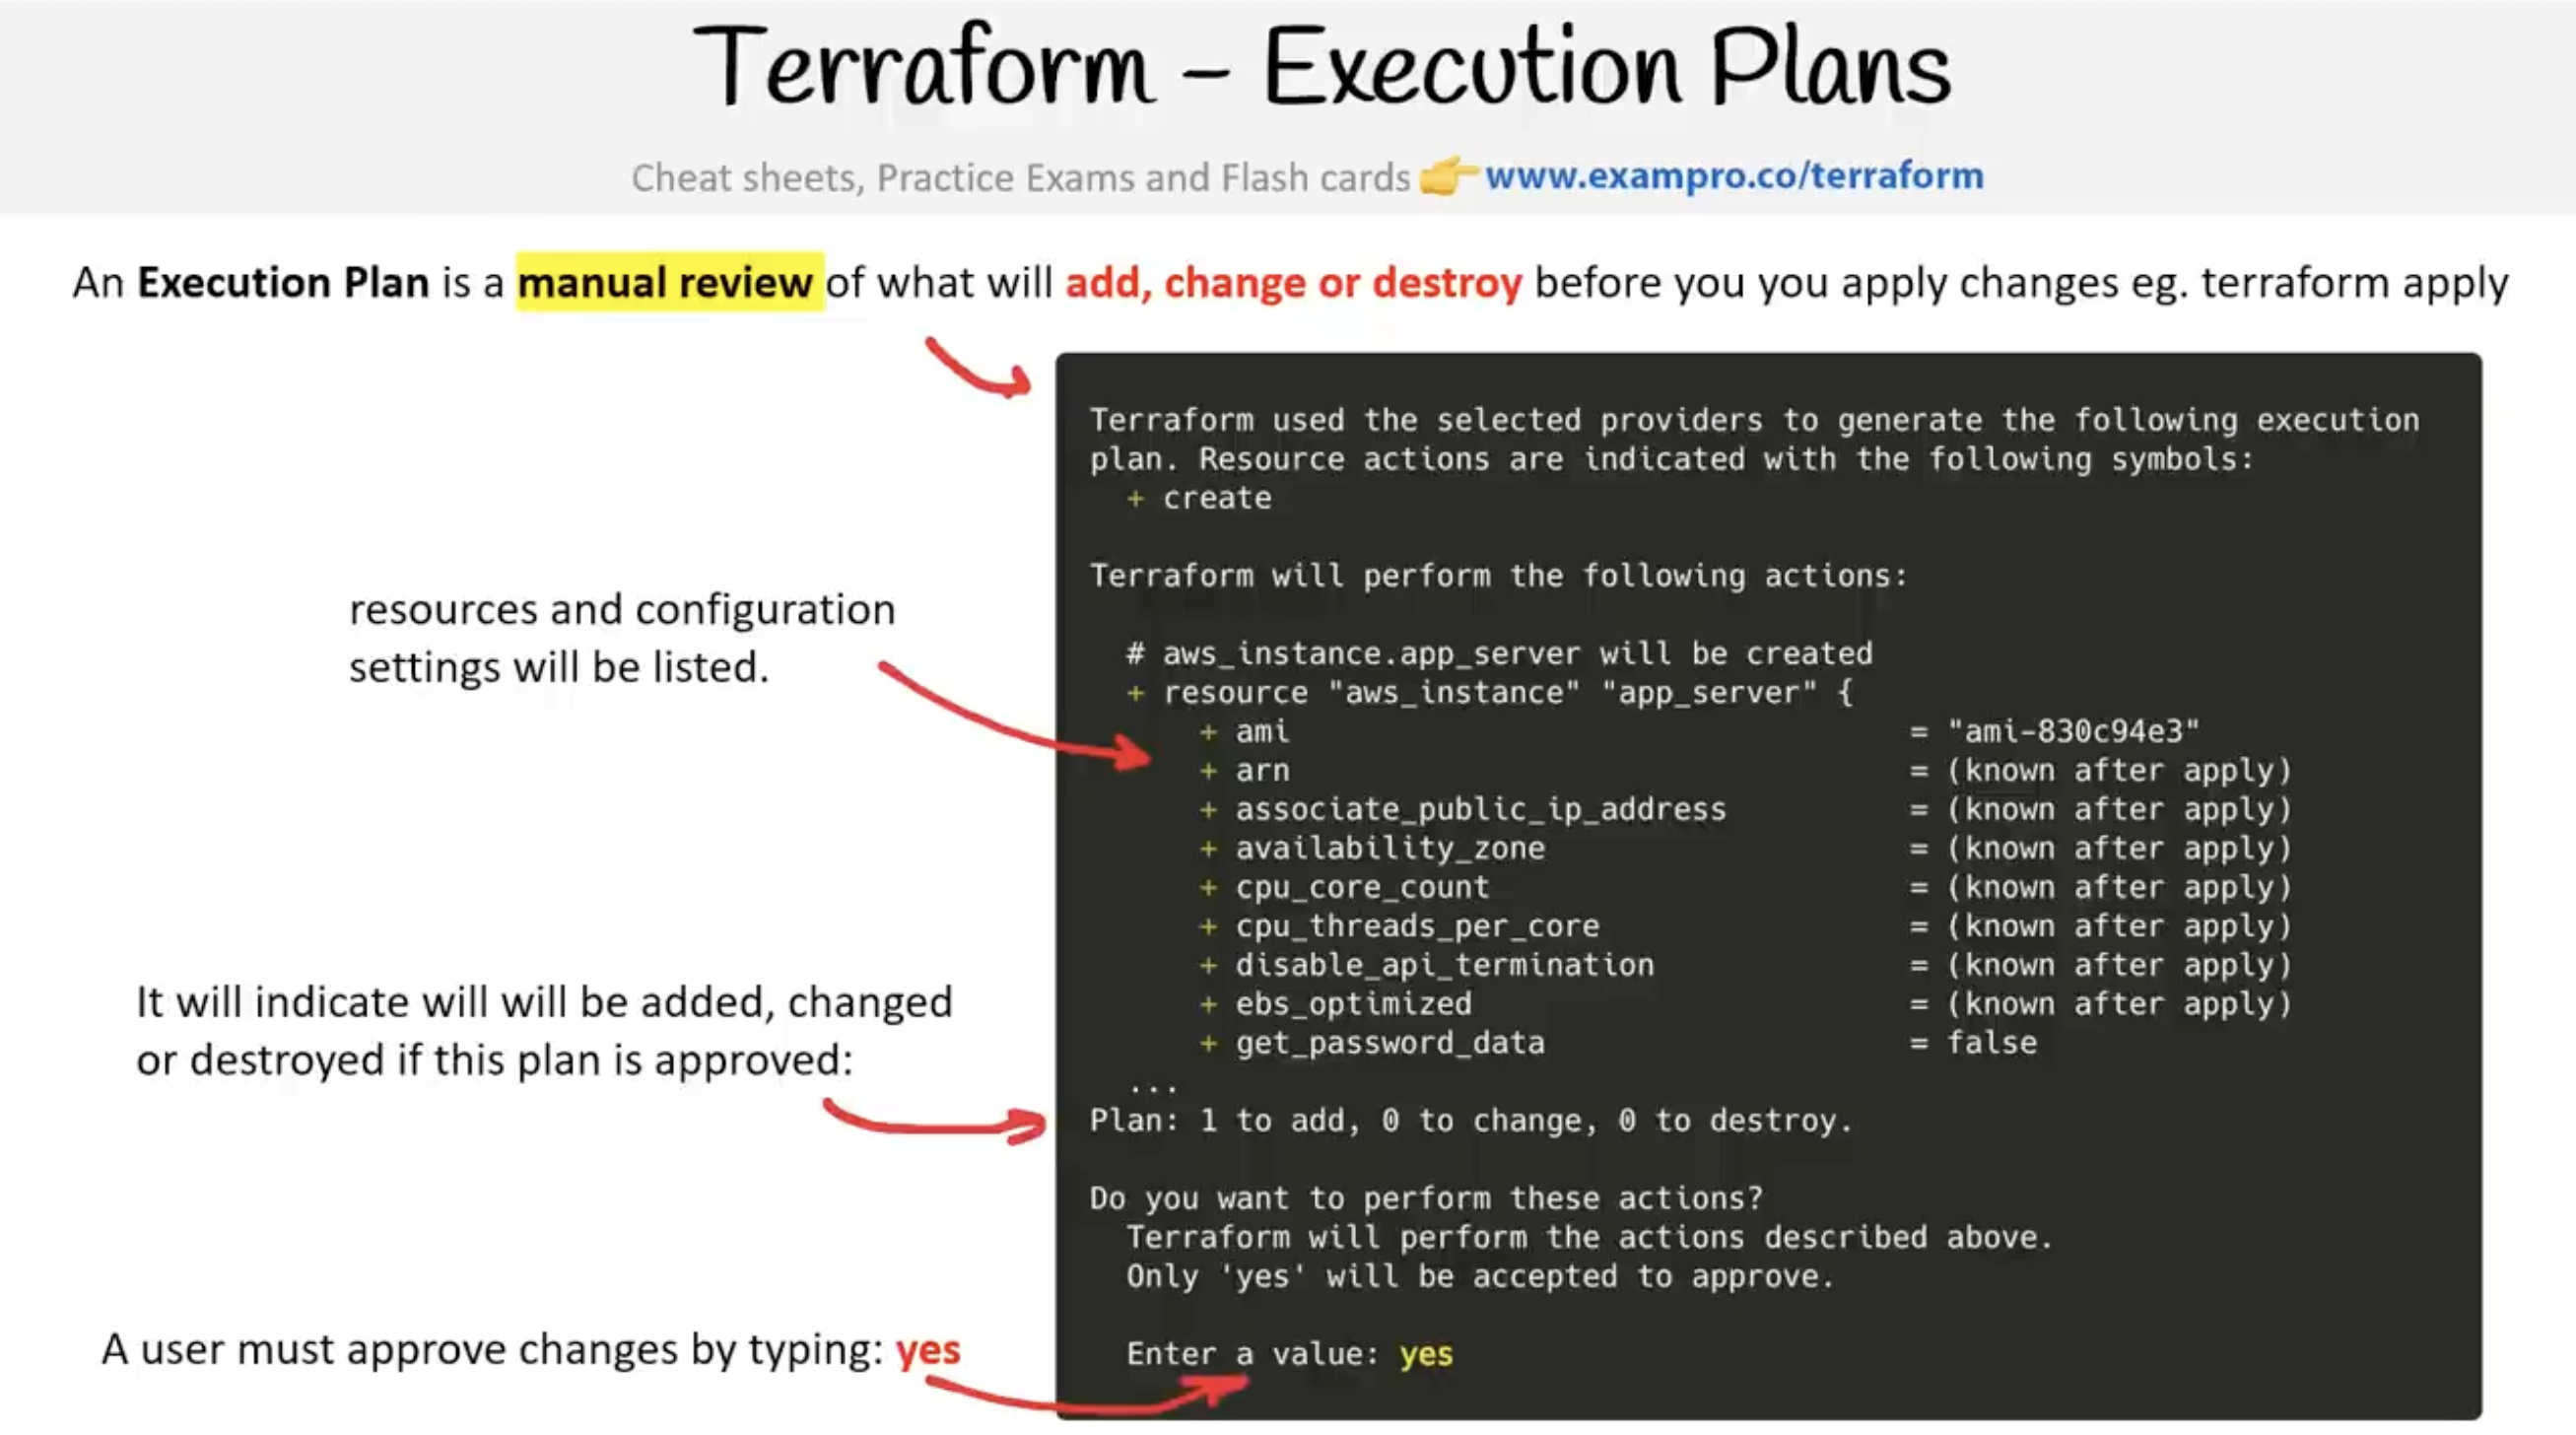 Terraform – Execution Plans
Cheat sheets, Practice Exams and Flash cards 👉 www.exampro.co/terraform
An Execution Plan is a manual review of what will add, change or destroy before you you apply changes eg. terraform apply
Terraform used the selected providers to generate the following execution
plan. Resource actions are indicated with the following symbols:
  + create
Terraform will perform the following actions:
resources and configuration
settings will be listed.
  # aws_instance.app_server will be created
  + resource "aws_instance" "app_server" {
      + ami                                  = "ami-830c94e3"
      + arn                                  = (known after apply)
      + associate_public_ip_address          = (known after apply)
      + availability_zone                    = (known after apply)
      + cpu_core_count                       = (known after apply)
      + cpu_threads_per_core                 = (known after apply)
      + disable_api_termination              = (known after apply)
      + ebs_optimized                        = (known after apply)
      + get_password_data                    = false
  ...
It will indicate will will be added, changed
or destroyed if this plan is approved:
Plan: 1 to add, 0 to change, 0 to destroy.
Do you want to perform these actions?
  Terraform will perform the actions described above.
  Only 'yes' will be accepted to approve.
A user must approve changes by typing: yes
  Enter a value: yes